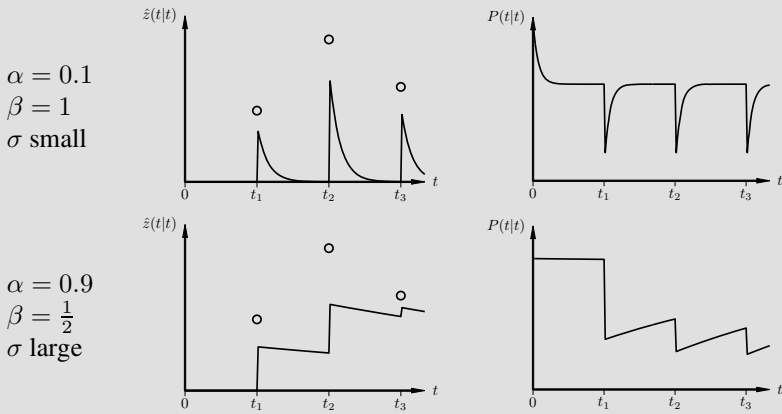 ẑ(t|t)
P(t|t)
α = 0.1
β = 1
σ small
0
t₁
t₂
t₃
t
0
t₁
t₂
t₃
t
ẑ(t|t)
P(t|t)
α = 0.9
β = 1/2
σ large
0
t₁
t₂
t₃
t
0
t₁
t₂
t₃
t